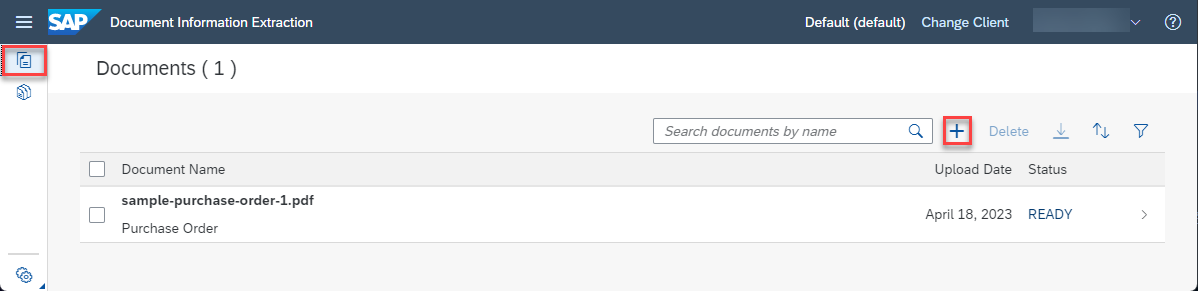 SAP Document Information Extraction Default (default) Change Client
Documents ( 1 )
Search documents by name Delete
Document Name Upload Date Status
sample-purchase-order-1.pdf
April 18, 2023 READY
Purchase Order